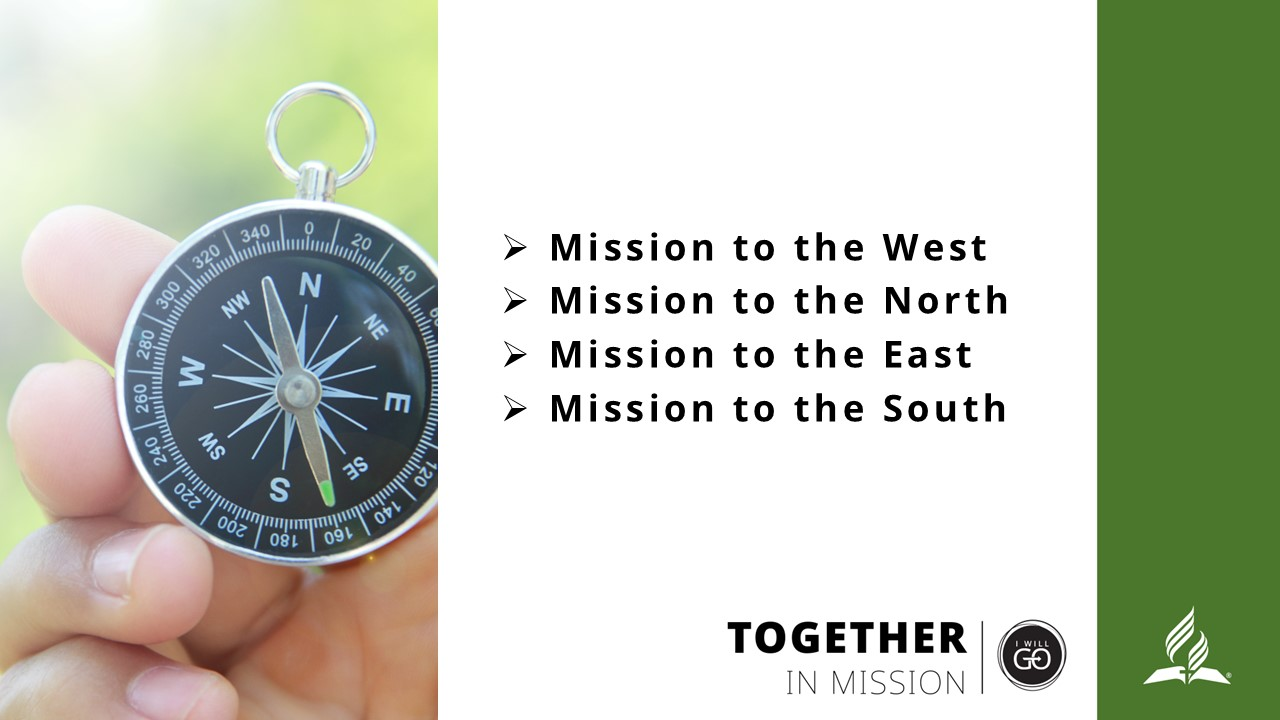 ➢ Mission to the West
➢ Mission to the North
➢ Mission to the East
➢ Mission to the South
TOGETHER
IN MISSION
I WILL
GO
N
NE
E
SE
S
SW
W
NW
0
20
40
120
140
160
180
200
220
240
260
280
300
320
340
®